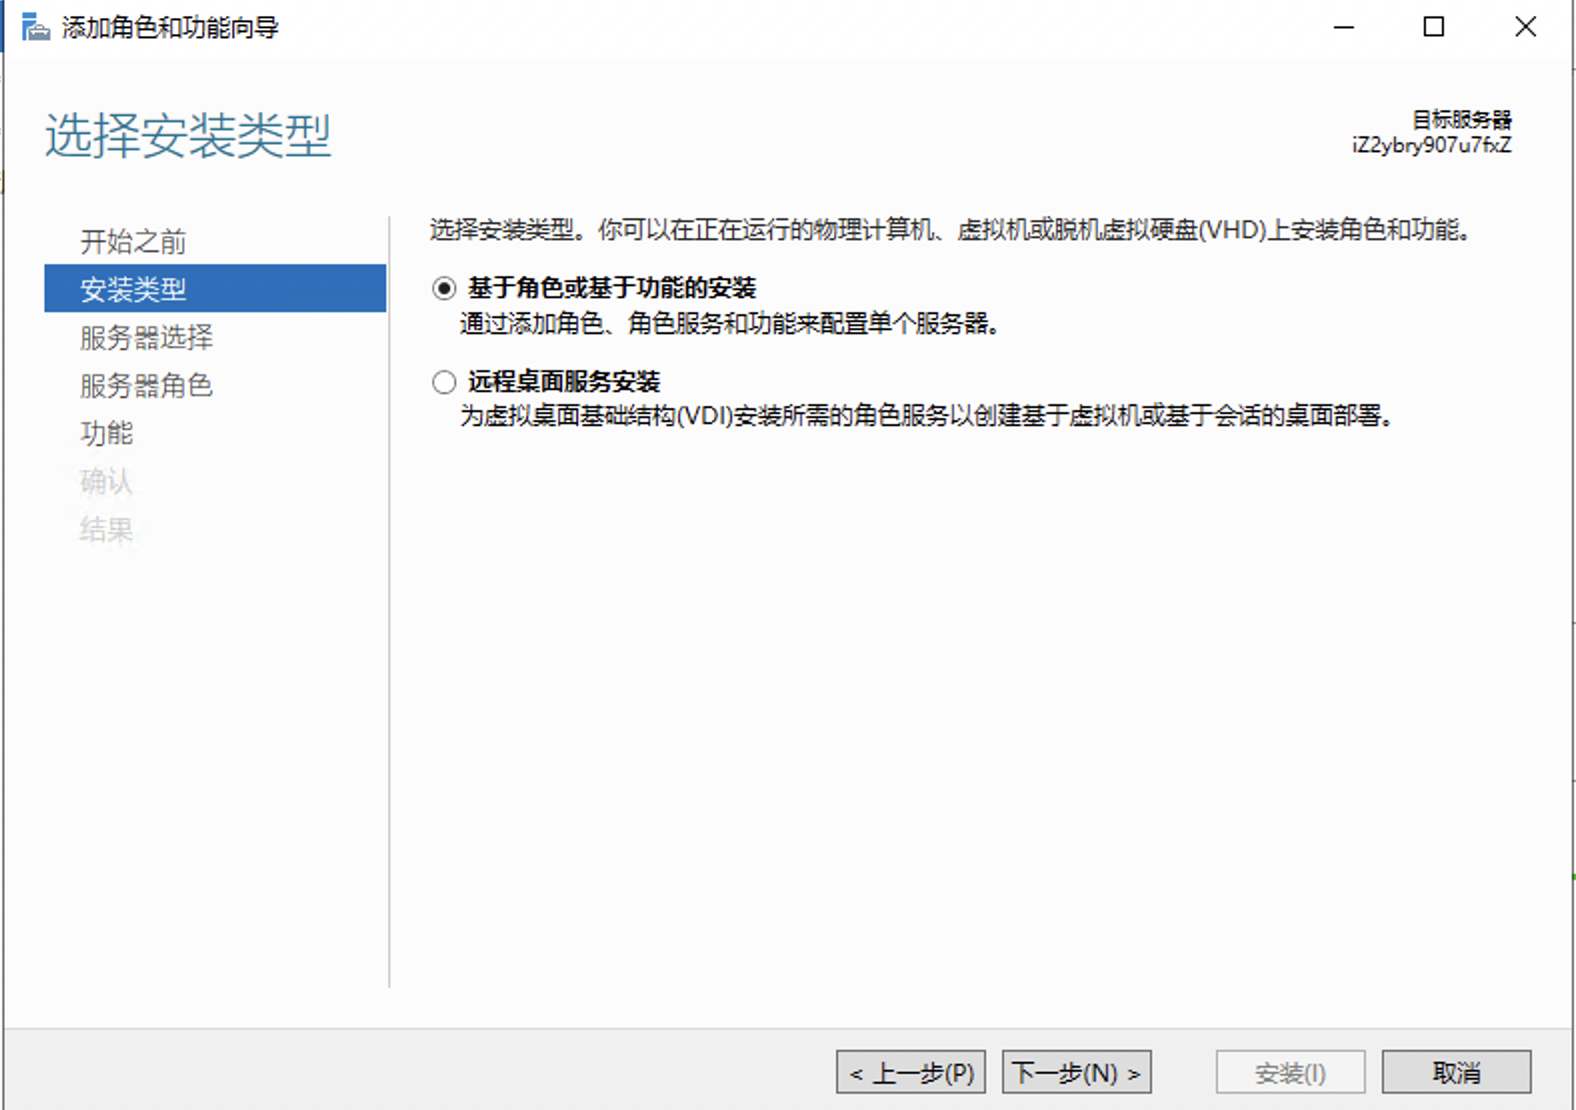 添加角色和功能向导
选择安装类型
目标服务器
iZ2ybry907u7fxZ
开始之前
安装类型
服务器选择
服务器角色
功能
确认
结果
选择安装类型。你可以在正在运行的物理计算机、虚拟机或脱机虚拟硬盘(VHD)上安装角色和功能。
基于角色或基于功能的安装
通过添加角色、角色服务和功能来配置单个服务器。
远程桌面服务安装
为虚拟桌面基础结构(VDI)安装所需的角色服务以创建基于虚拟机或基于会话的桌面部署。
< 上一步(P)
下一步(N) >
安装(I)
取消